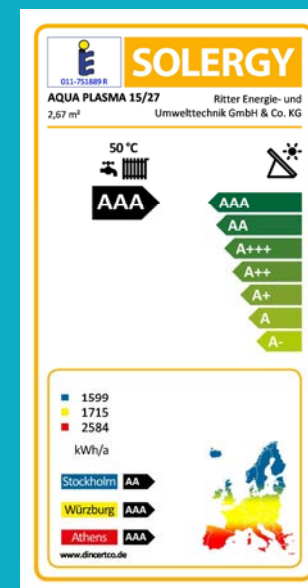 SOLERGY
011-7S1889 R
AQUA PLASMA 15/27
Ritter Energie- und
2,67 m²
Umwelttechnik GmbH & Co. KG
50 °C
AAA
AAA
AA
A+++
A++
A+
A
A-
1599
1715
2584
kWh/a
Stockholm AA
Würzburg AAA
Athens AAA
www.dincertco.de